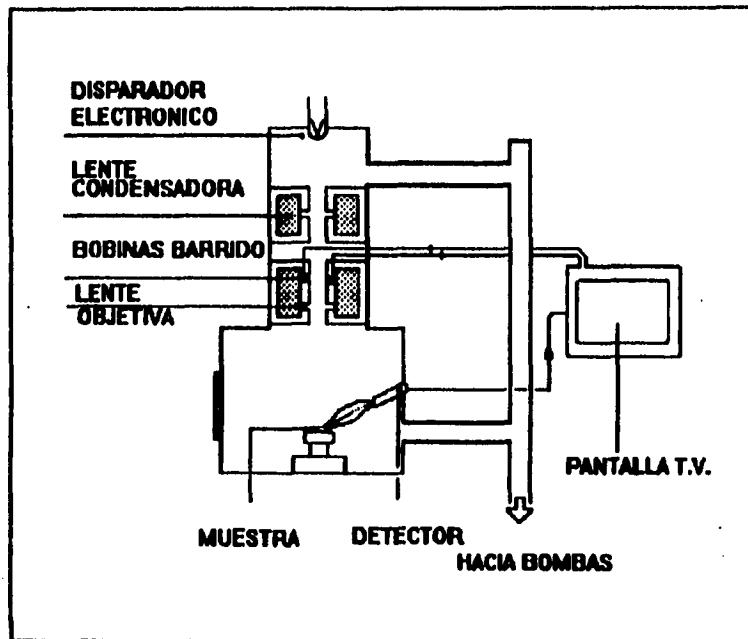 DISPARADOR
ELECTRONICO
LENTE
CONDENSADORA
BOBINAS BARRIDO
LENTE
OBJETIVA
PANTALLA T.V.
MUESTRA
DETECTOR
HACIA BOMBAS